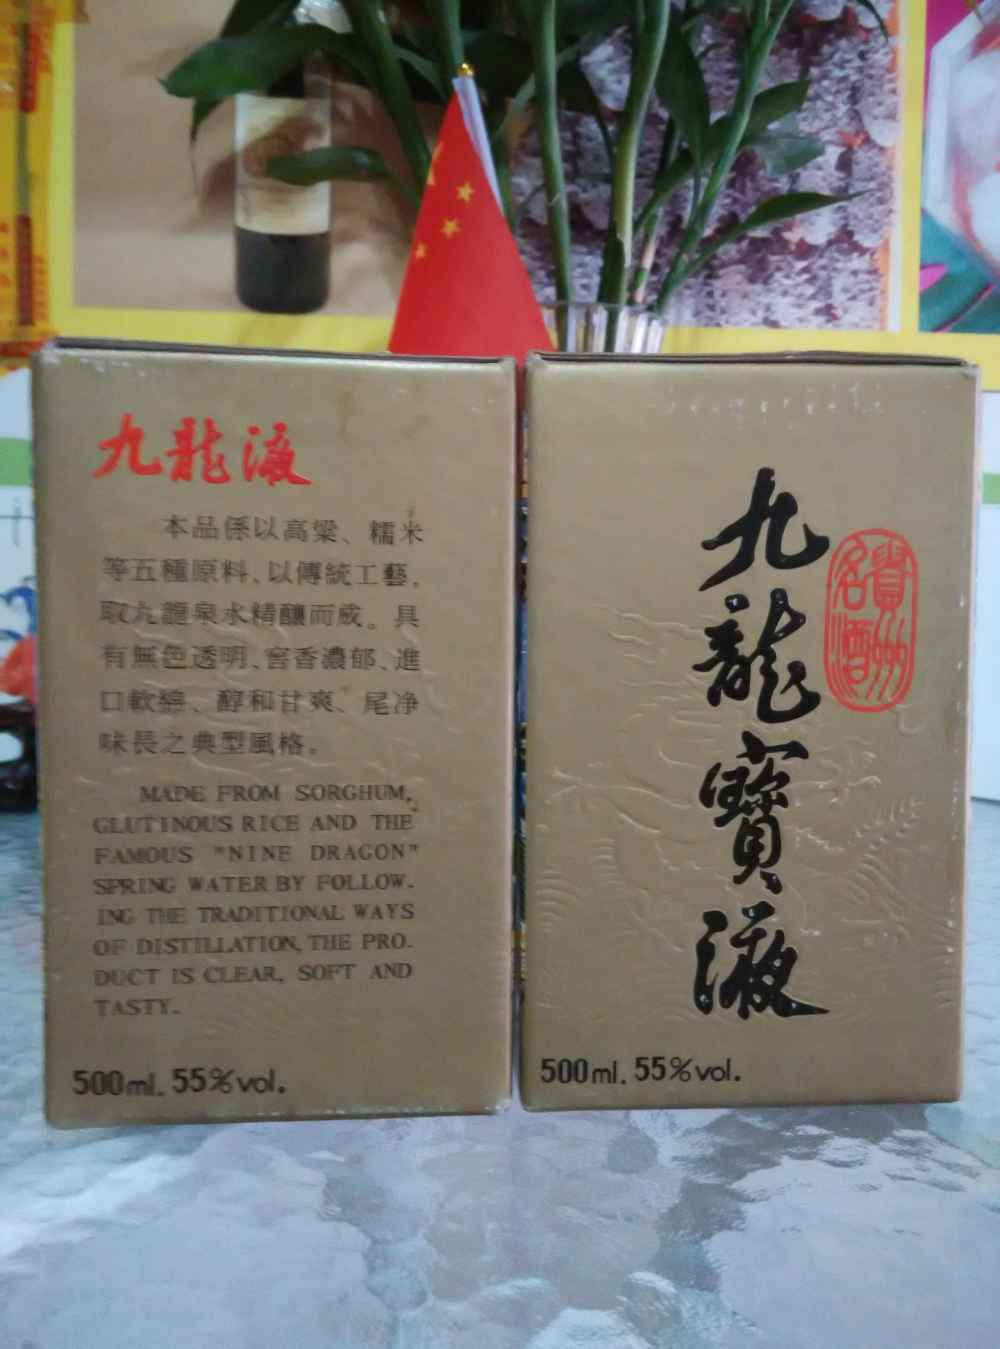 九龍液
本品係以高粱、糯米
等五種原料,以傳統工藝,
取九龍泉水精釀而成。具
有無色透明、窖香濃郁、進
口軟綿、醇和甘爽、尾净
味長之典型風格。
MADE FROM SORGHUM,
GLUTINOUS RICE AND THE
FAMOUS "NINE DRAGON"
SPRING WATER BY FOLLOW-
ING THE TRADITIONAL WAYS
OF DISTILLATION, THE PRO-
DUCT IS CLEAR, SOFT AND
TASTY.
500ml. 55%vol.
九龍寶液
貴州
名酒
500ml. 55%vol.